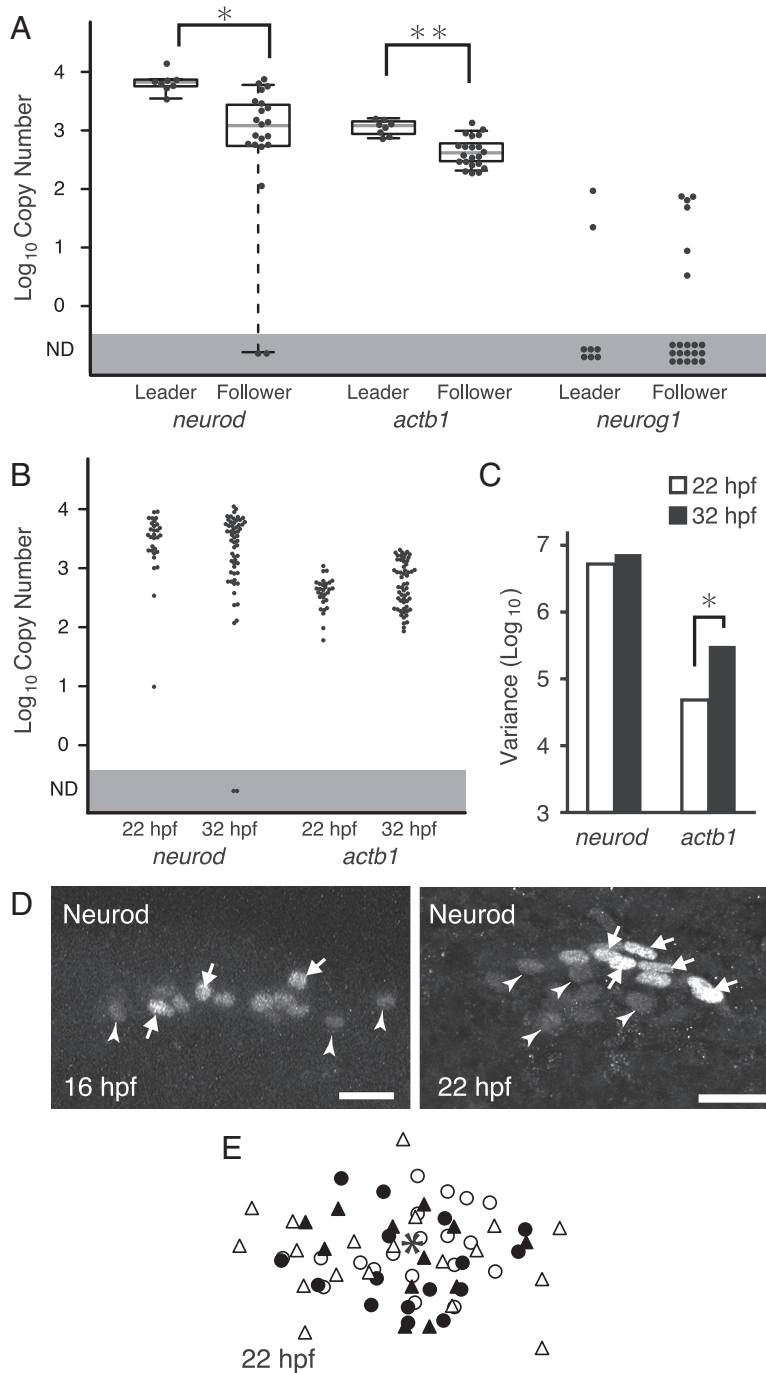 A
*
* *
Log10 Copy Number
4
3
2
1
0
ND
Leader Follower Leader Follower Leader Follower
neurod actb1 neurog1
B
Log10 Copy Number
4
3
2
1
0
ND
22 hpf 32 hpf 22 hpf 32 hpf
neurod actb1
C
22 hpf
32 hpf
Variance (Log10)
7
6
5
4
3
*
neurod actb1
D
Neurod
16 hpf
Neurod
22 hpf
E
*
22 hpf